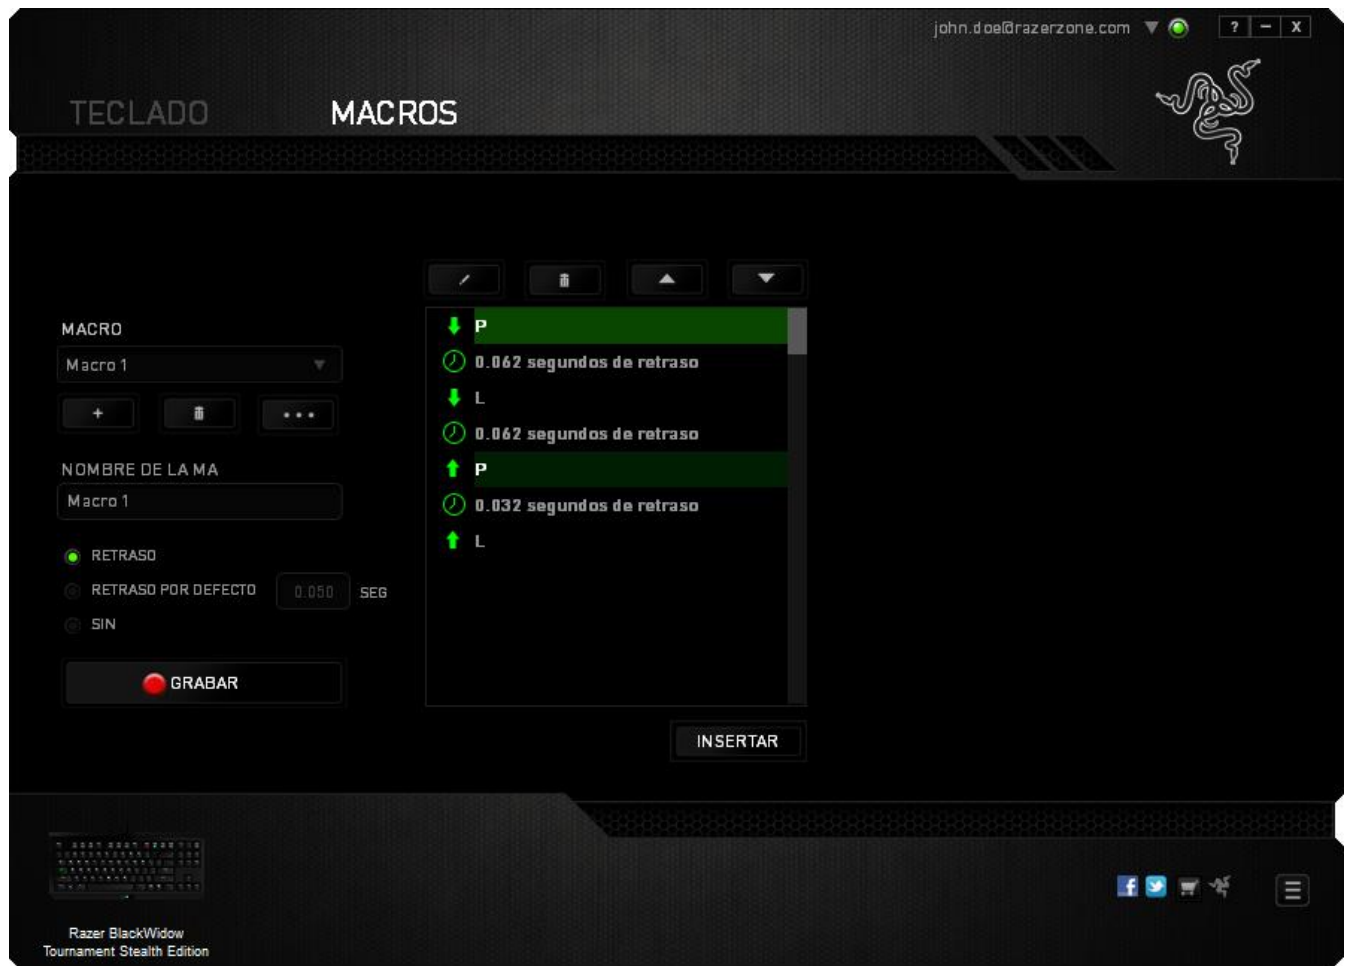 john.doe@razerzone.com
? – X
TECLADO MACROS
MACRO
Macro 1
+ •••
NOMBRE DE LA MA
Macro 1
RETRASO
RETRASO POR DEFECTO 0.050 SEG
SIN
GRABAR
P
0.062 segundos de retraso
L
0.062 segundos de retraso
P
0.032 segundos de retraso
L
INSERTAR
Razer BlackWidow
Tournament Stealth Edition